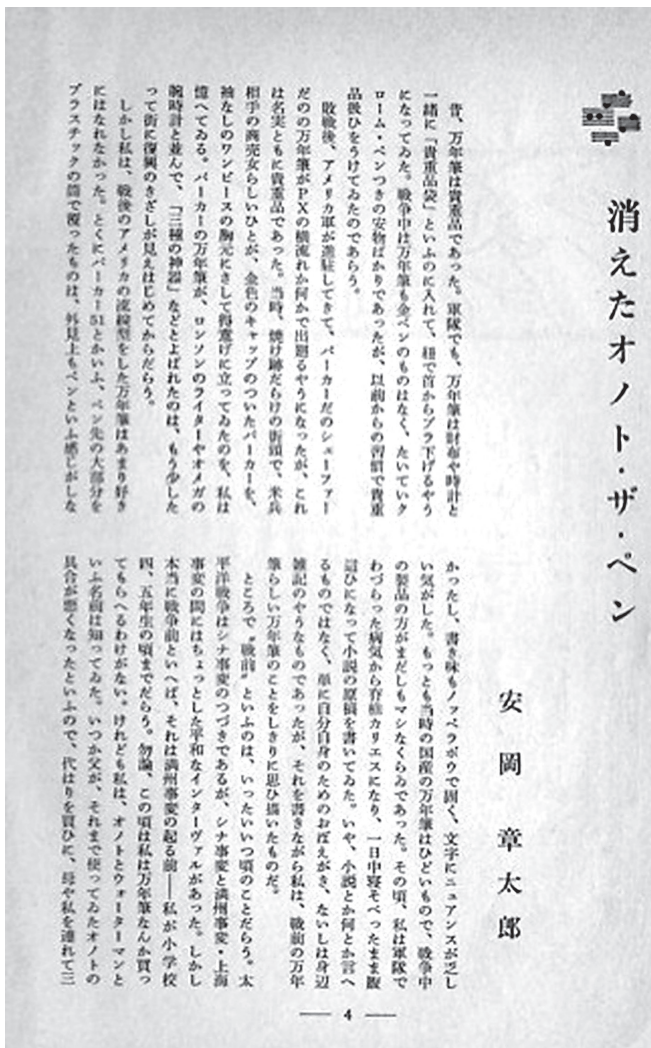 消えたオノト・ザ・ペン
安岡章太郎
昔、万年筆は貴重品であった。軍隊でも、万年筆は財布や時計と
一緒に「貴重品袋」といふのに入れて、紐で首からブラ下げるやう
になってゐた。戦争中は万年筆も金ペンのものはなく、たいていク
ローム・ペンつきの安物ばかりであったが、以前からの習慣で貴重
品扱ひをうけてゐたのであらう。
敗戦後、アメリカ軍が進駐してきて、パーカーだのシェーファー
だのの万年筆がPXの横流れか何かで出廻るやうになったが、これ
は名実ともに貴重品であった。当時、焼け跡だらけの街頭で、米兵
相手の商売女らしいひとが、金色のキャップのついたパーカーを、
袖なしのワンピースの胸元にさして得意げに立ってゐたのを、私は
憶へてゐる。パーカーの万年筆が、ロンソンのライターやオメガの
腕時計と並んで、「三種の神器」などとよばれたのは、もう少した
って街に復興のきざしが見えはじめてからだらう。
しかし私は、戦後のアメリカの流線型をした万年筆はあまり好き
にはなれなかった。とくにパーカー51とかいふ、ペン先の大部分を
プラスチックの筒で覆ったものは、外見上もペンといふ感じがしな
かったし、書き味もノッペラボウで固く、文字にニュアンスが乏し
い気がした。もっとも当時の国産の万年筆はひどいもので、戦争中
の製品の方がまだしもマシなくらゐであった。その頃、私は軍隊で
わづらった病気から脊椎カリエスになり、一日中寝そべったまま腹
這ひになって小説の原稿を書いてゐた。いや、小説とか何とか言へ
るものではなく、単に自分自身のためのおぼえがき、ないしは身辺
雑記のやうなものであったが、それを書きながら私は、戦前の万年
筆らしい万年筆のことをしきりに思ひ描いたものだ。
ところで〝戦前〟といふのは、いったいいつ頃のことだらう。太
平洋戦争はシナ事変のつづきであるが、シナ事変と満州事変・上海
事変の間にはちょっとした平和なインターヴァルがあった。しかし
本当に戦争前といへば、それは満州事変の起る前——私が小学校
四、五年生の頃までだらう。勿論、この頃は私は万年筆なんか買っ
てもらへるわけがない。けれども私は、オノトとウォーターマンと
いふ名前は知ってゐた。いつか父が、それまで使ってゐたオノトの
具合が悪くなったといふので、代はりを買ひに、母や私を連れて三
— 4 —